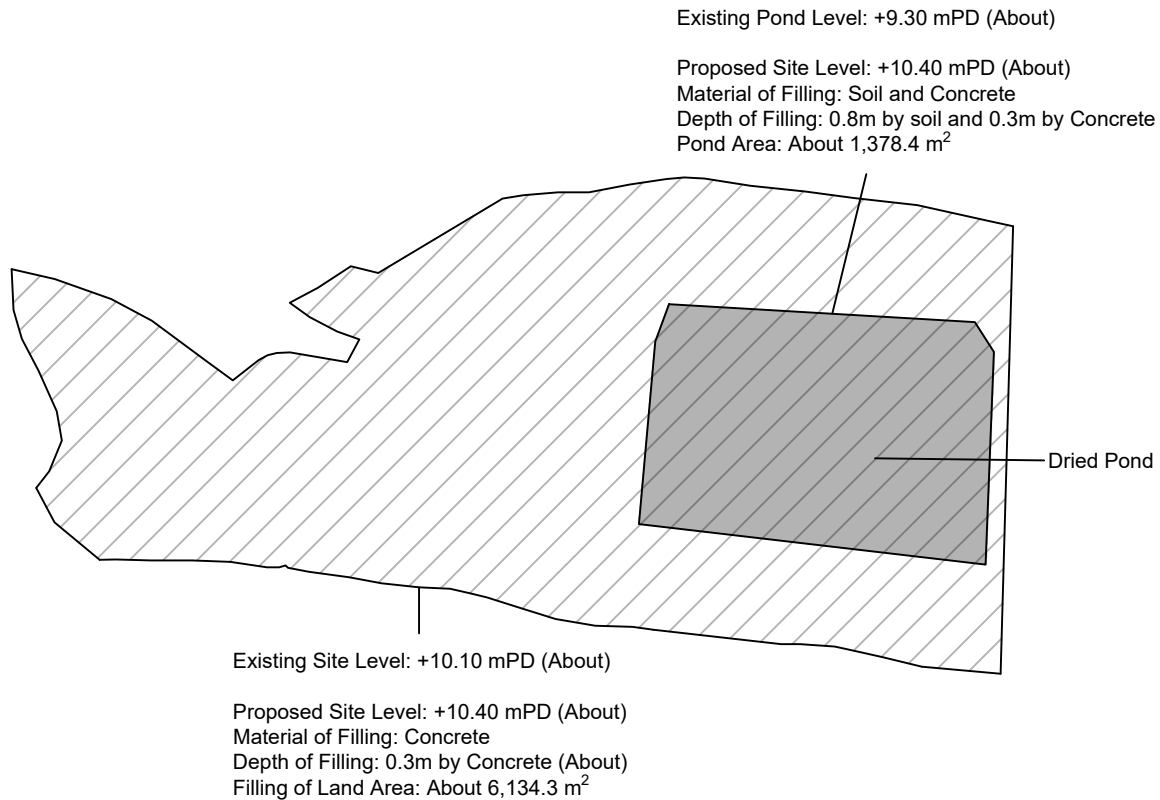 Existing Pond Level: +9.30 mPD (About)
Proposed Site Level: +10.40 mPD (About)
Material of Filling: Soil and Concrete
Depth of Filling: 0.8m by soil and 0.3m by Concrete
Pond Area: About 1,378.4 m²
Dried Pond
Existing Site Level: +10.10 mPD (About)
Proposed Site Level: +10.40 mPD (About)
Material of Filling: Concrete
Depth of Filling: 0.3m by Concrete (About)
Filling of Land Area: About 6,134.3 m²